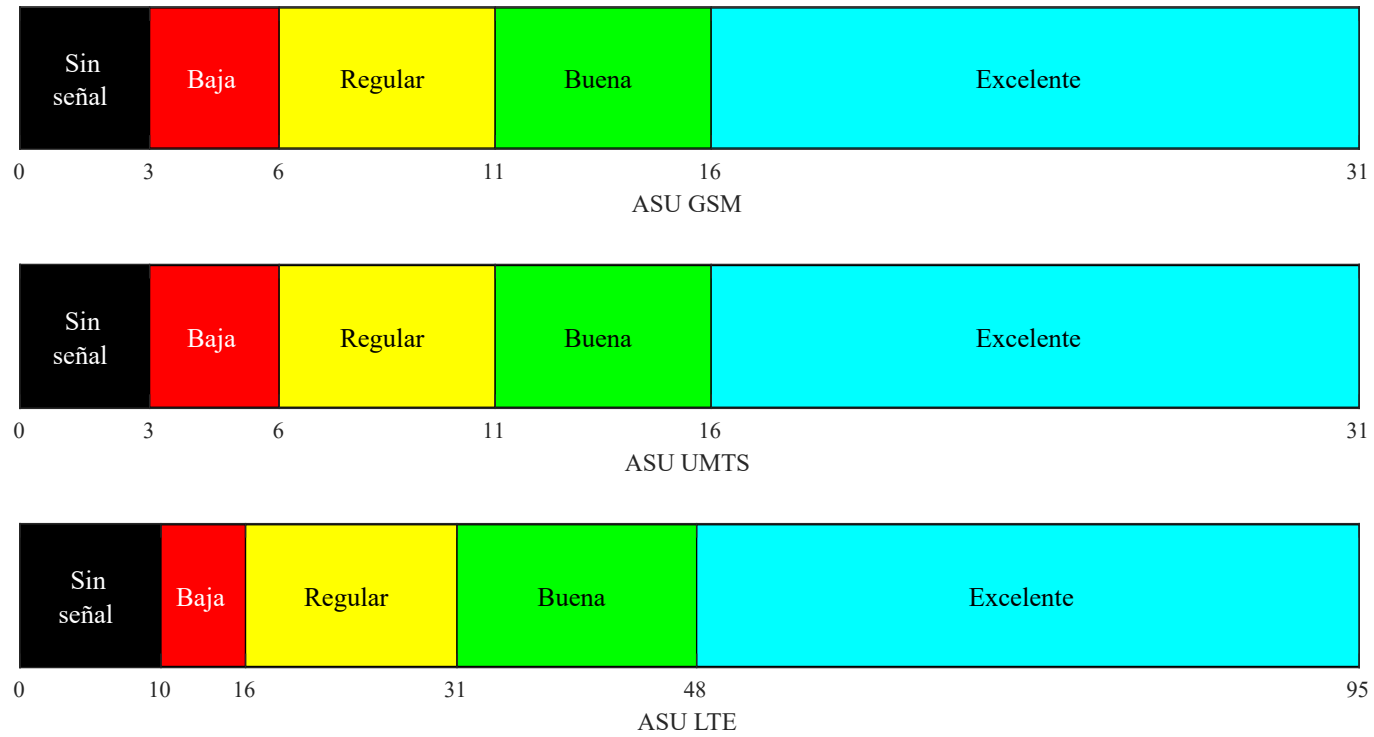 Sin
señal
Baja
Regular
Buena
Excelente
0 3 6 11 16 31
ASU GSM
Sin
señal
Baja
Regular
Buena
Excelente
0 3 6 11 16 31
ASU UMTS
Sin
señal
Baja
Regular
Buena
Excelente
0 10 16 31 48 95
ASU LTE